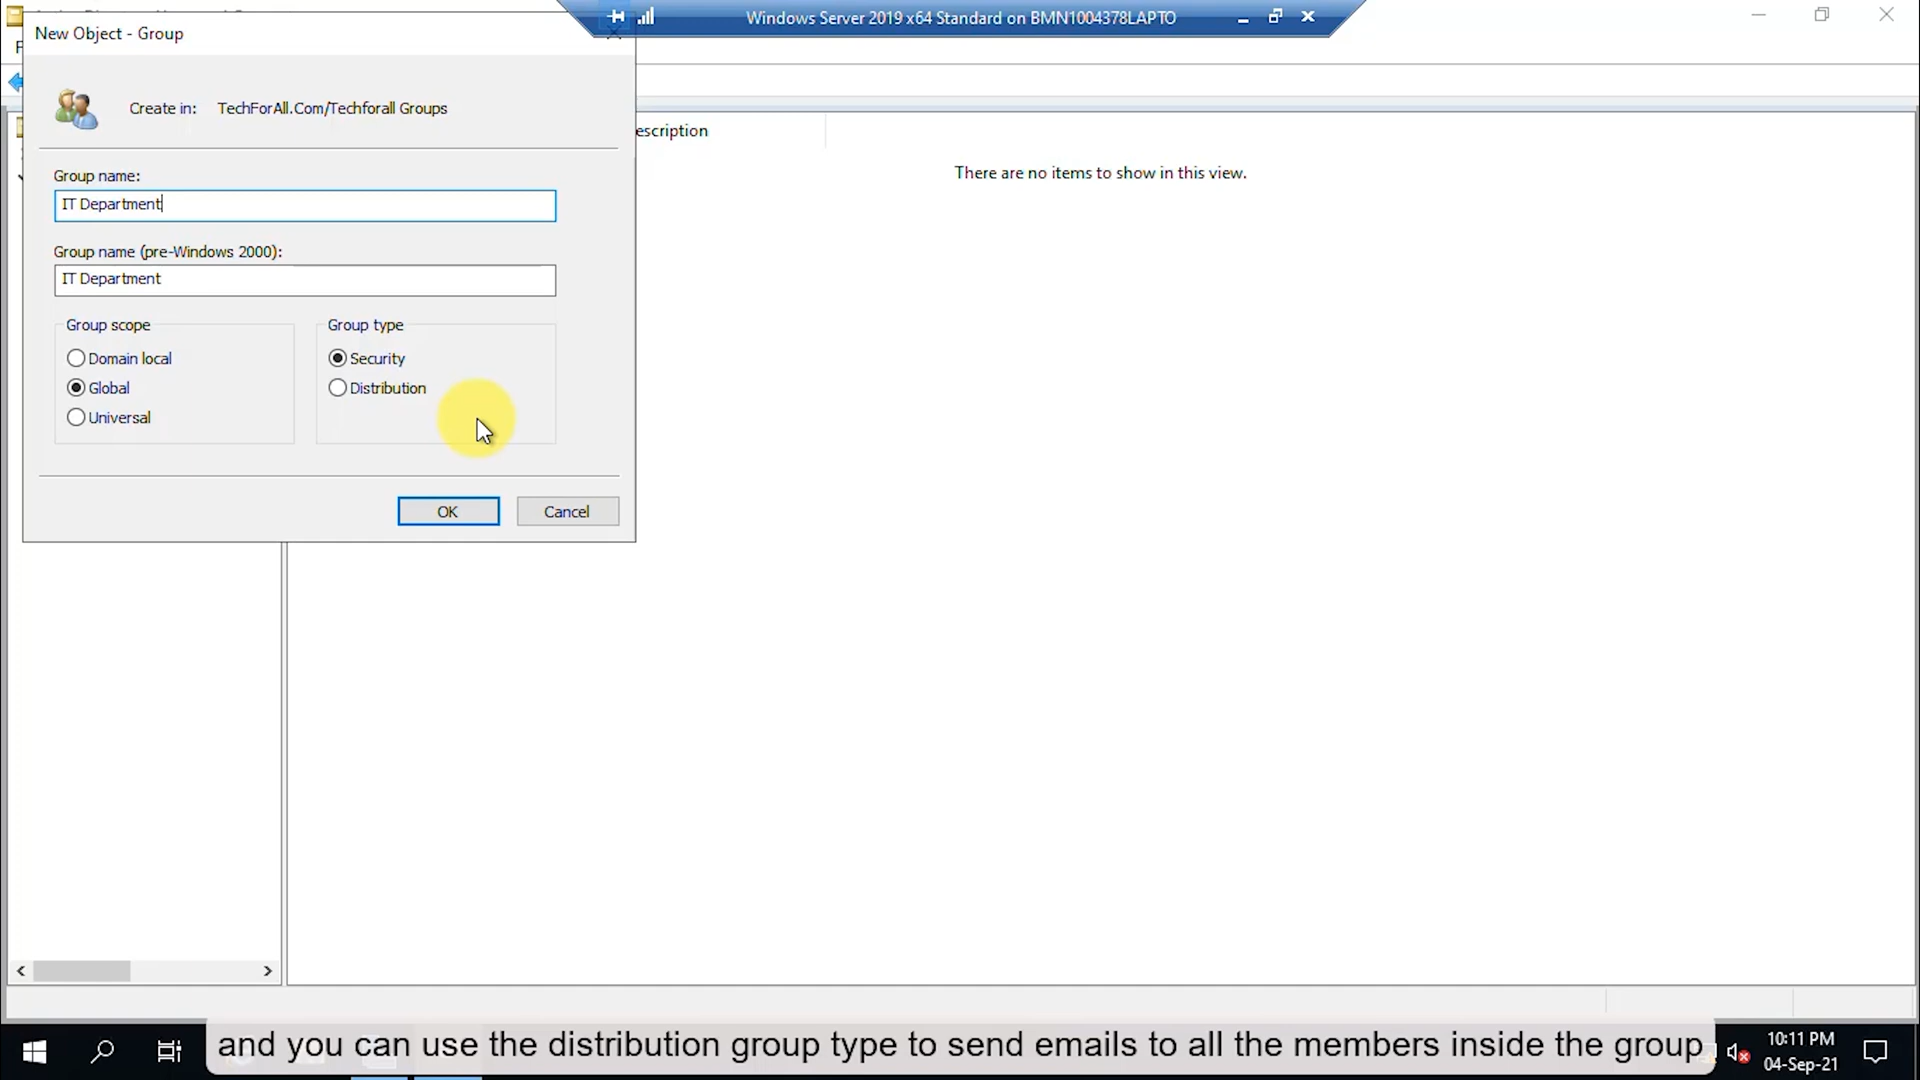 Windows Server 2019 x64 Standard on BMN1004378LAPTO
New Object - Group
Create in: TechForAll.Com/Techforall Groups
escription
There are no items to show in this view.
Group name:
IT Department
Group name (pre-Windows 2000):
IT Department
Group scope
Domain local
Global
Universal
Group type
Security
Distribution
OK
Cancel
and you can use the distribution group type to send emails to all the members inside the group
10:11 PM
04-Sep-21